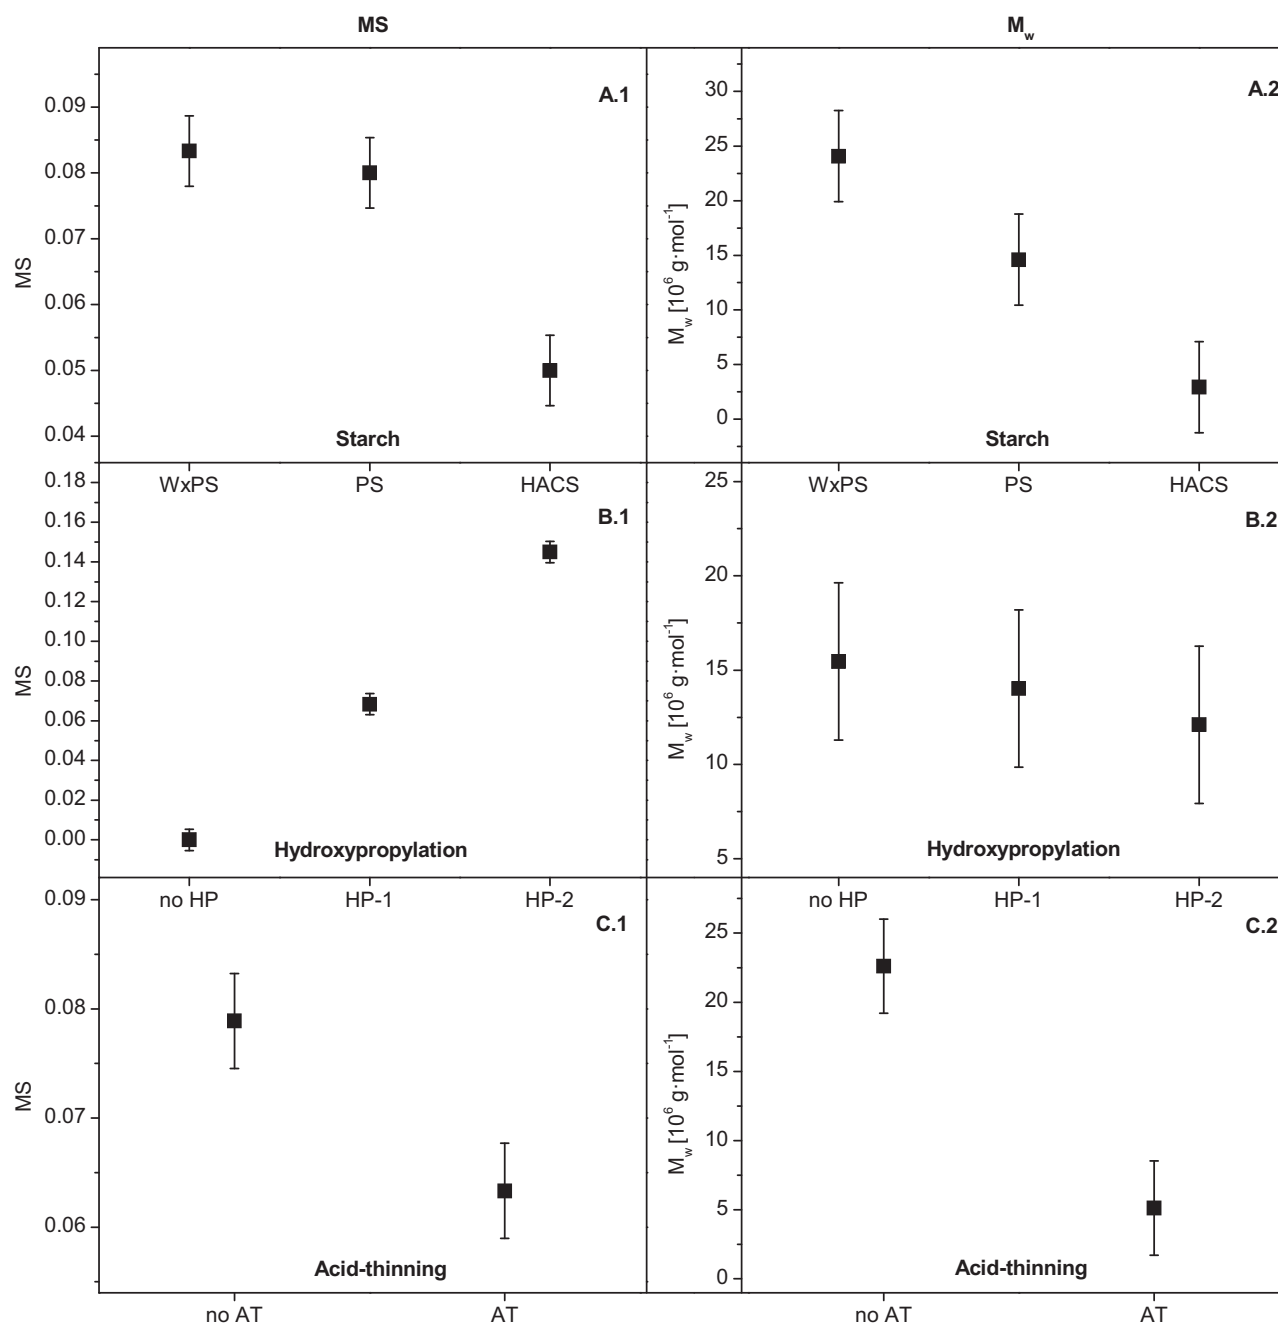 MS
M_w
A.1
0.09
0.08
0.07
0.06
0.05
0.04
MS
Starch
WxPS PS HACS
A.2
30
25
20
15
10
5
0
M_w [10^6 g·mol^-1]
Starch
WxPS PS HACS
B.1
0.18
0.16
0.14
0.12
0.10
0.08
0.06
0.04
0.02
0.00
MS
Hydroxypropylation
no HP HP-1 HP-2
B.2
25
20
15
10
5
M_w [10^6 g·mol^-1]
Hydroxypropylation
no HP HP-1 HP-2
C.1
0.09
0.08
0.07
0.06
MS
Acid-thinning
no AT AT
C.2
25
20
15
10
5
0
M_w [10^6 g·mol^-1]
Acid-thinning
no AT AT